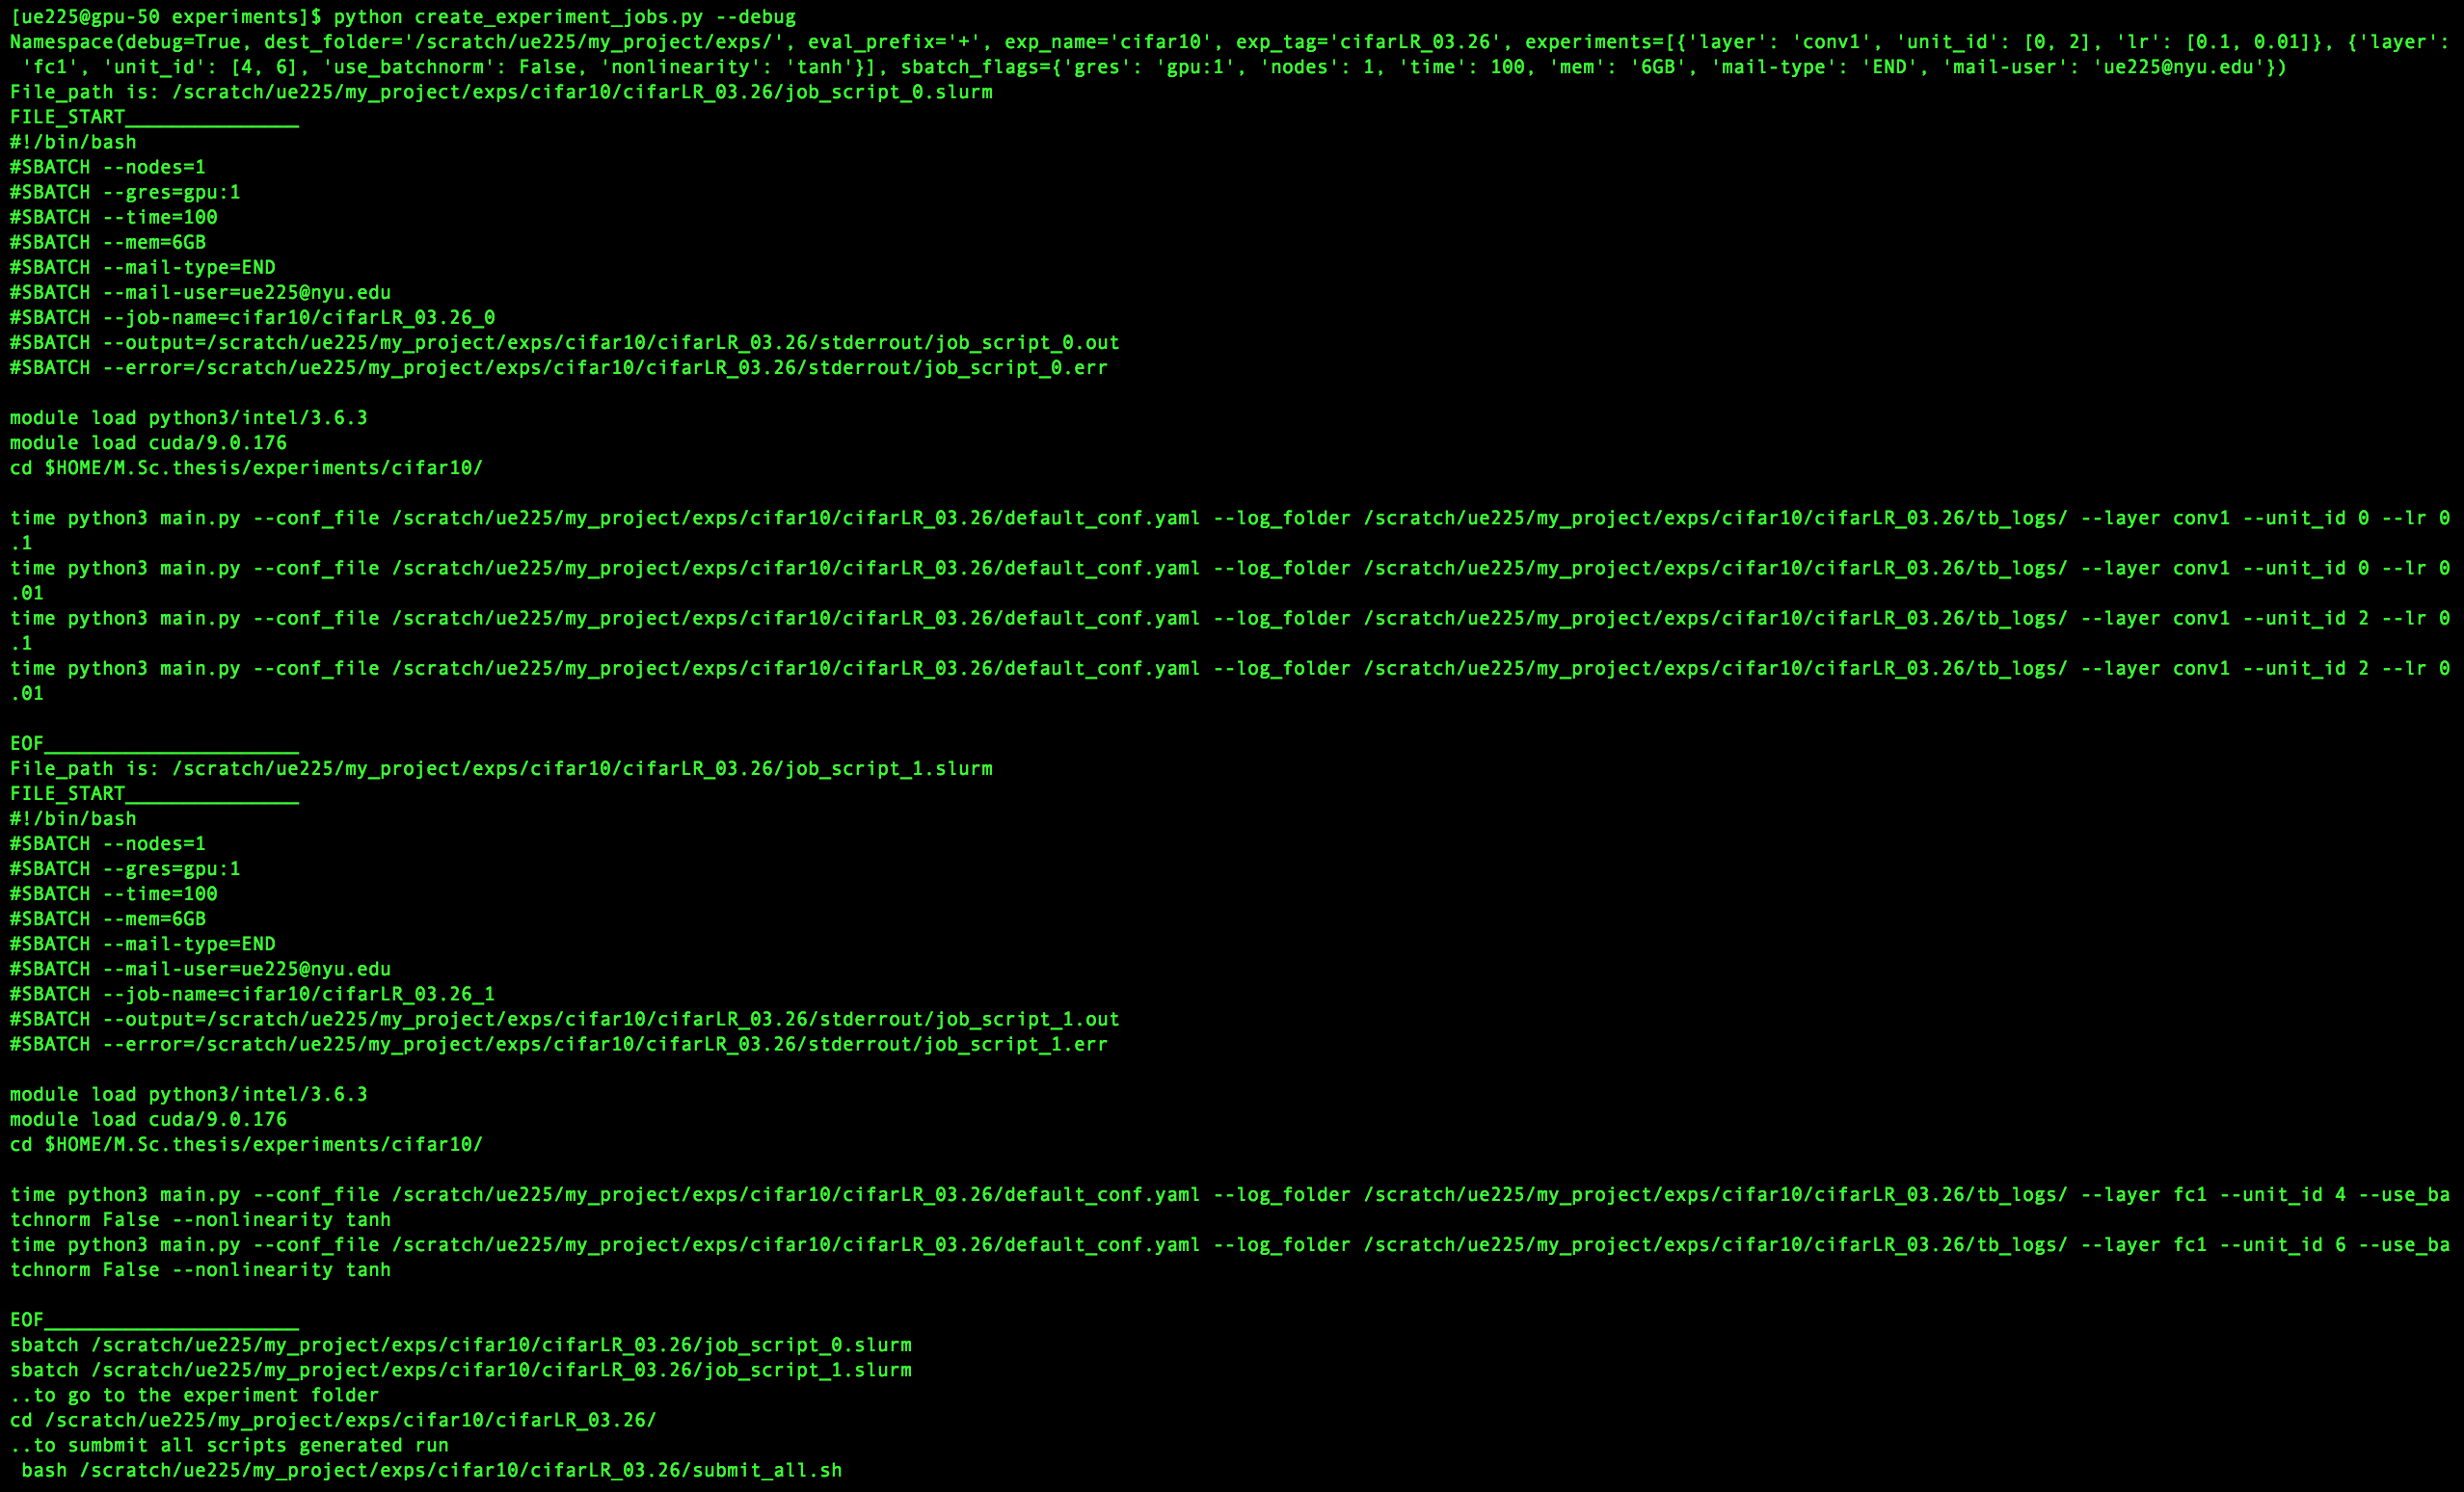 [ue225@gpu-50 experiments]$ python create_experiment_jobs.py --debug
Namespace(debug=True, dest_folder='/scratch/ue225/my_project/exps/', eval_prefix='+', exp_name='cifar10', exp_tag='cifarLR_03.26', experiments=[{'layer': 'conv1', 'unit_id': [0, 2], 'lr': [0.1, 0.01]}, {'layer':
 'fc1', 'unit_id': [4, 6], 'use_batchnorm': False, 'nonlinearity': 'tanh'}], sbatch_flags={'gres': 'gpu:1', 'nodes': 1, 'time': 100, 'mem': '6GB', 'mail-type': 'END', 'mail-user': 'ue225@nyu.edu'})
File_path is: /scratch/ue225/my_project/exps/cifar10/cifarLR_03.26/job_script_0.slurm
FILE_START_______________
#!/bin/bash
#SBATCH --nodes=1
#SBATCH --gres=gpu:1
#SBATCH --time=100
#SBATCH --mem=6GB
#SBATCH --mail-type=END
#SBATCH --mail-user=ue225@nyu.edu
#SBATCH --job-name=cifar10/cifarLR_03.26_0
#SBATCH --output=/scratch/ue225/my_project/exps/cifar10/cifarLR_03.26/stderrout/job_script_0.out
#SBATCH --error=/scratch/ue225/my_project/exps/cifar10/cifarLR_03.26/stderrout/job_script_0.err

module load python3/intel/3.6.3
module load cuda/9.0.176
cd $HOME/M.Sc.thesis/experiments/cifar10/

time python3 main.py --conf_file /scratch/ue225/my_project/exps/cifar10/cifarLR_03.26/default_conf.yaml --log_folder /scratch/ue225/my_project/exps/cifar10/cifarLR_03.26/tb_logs/ --layer conv1 --unit_id 0 --lr 0
.1
time python3 main.py --conf_file /scratch/ue225/my_project/exps/cifar10/cifarLR_03.26/default_conf.yaml --log_folder /scratch/ue225/my_project/exps/cifar10/cifarLR_03.26/tb_logs/ --layer conv1 --unit_id 0 --lr 0
.01
time python3 main.py --conf_file /scratch/ue225/my_project/exps/cifar10/cifarLR_03.26/default_conf.yaml --log_folder /scratch/ue225/my_project/exps/cifar10/cifarLR_03.26/tb_logs/ --layer conv1 --unit_id 2 --lr 0
.1
time python3 main.py --conf_file /scratch/ue225/my_project/exps/cifar10/cifarLR_03.26/default_conf.yaml --log_folder /scratch/ue225/my_project/exps/cifar10/cifarLR_03.26/tb_logs/ --layer conv1 --unit_id 2 --lr 0
.01

EOF______________________
File_path is: /scratch/ue225/my_project/exps/cifar10/cifarLR_03.26/job_script_1.slurm
FILE_START_______________
#!/bin/bash
#SBATCH --nodes=1
#SBATCH --gres=gpu:1
#SBATCH --time=100
#SBATCH --mem=6GB
#SBATCH --mail-type=END
#SBATCH --mail-user=ue225@nyu.edu
#SBATCH --job-name=cifar10/cifarLR_03.26_1
#SBATCH --output=/scratch/ue225/my_project/exps/cifar10/cifarLR_03.26/stderrout/job_script_1.out
#SBATCH --error=/scratch/ue225/my_project/exps/cifar10/cifarLR_03.26/stderrout/job_script_1.err

module load python3/intel/3.6.3
module load cuda/9.0.176
cd $HOME/M.Sc.thesis/experiments/cifar10/

time python3 main.py --conf_file /scratch/ue225/my_project/exps/cifar10/cifarLR_03.26/default_conf.yaml --log_folder /scratch/ue225/my_project/exps/cifar10/cifarLR_03.26/tb_logs/ --layer fc1 --unit_id 4 --use_ba
tchnorm False --nonlinearity tanh
time python3 main.py --conf_file /scratch/ue225/my_project/exps/cifar10/cifarLR_03.26/default_conf.yaml --log_folder /scratch/ue225/my_project/exps/cifar10/cifarLR_03.26/tb_logs/ --layer fc1 --unit_id 6 --use_ba
tchnorm False --nonlinearity tanh

EOF______________________
sbatch /scratch/ue225/my_project/exps/cifar10/cifarLR_03.26/job_script_0.slurm
sbatch /scratch/ue225/my_project/exps/cifar10/cifarLR_03.26/job_script_1.slurm
..to go to the experiment folder
cd /scratch/ue225/my_project/exps/cifar10/cifarLR_03.26/
..to sumbmit all scripts generated run
 bash /scratch/ue225/my_project/exps/cifar10/cifarLR_03.26/submit_all.sh